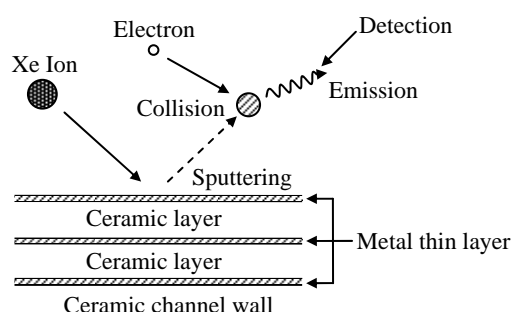 Electron
Detection
Xe Ion
Collision
Emission
Sputtering
Ceramic layer
Metal thin layer
Ceramic layer
Ceramic channel wall